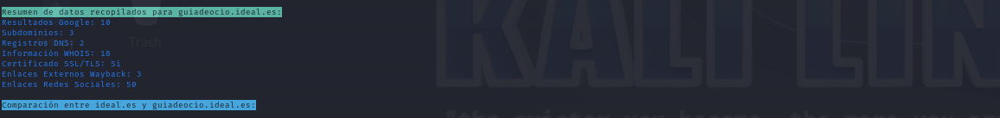 Resumen de datos recopilados para guiadeocio.ideal.es:
Resultados Google: 10
Subdominios: 3
Registros DNS: 2
Trash
Información WHOIS: 18
Certificado SSL/TLS: Sí
Enlaces Externos Wayback: 3
Enlaces Redes Sociales: 50
KALI LIN
Comparación entre ideal.es y guiadeocio.ideal.es: